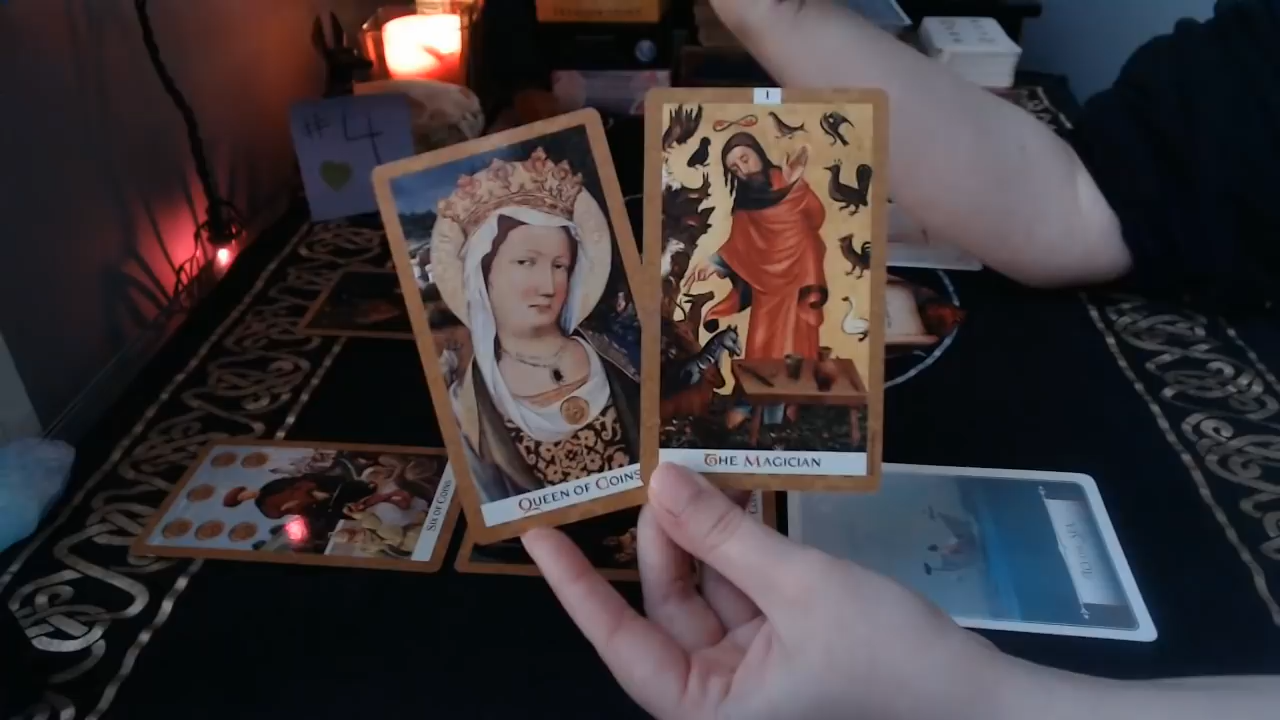 #4
I
QUEEN OF COINS
THE MAGICIAN
SIX OF COINS